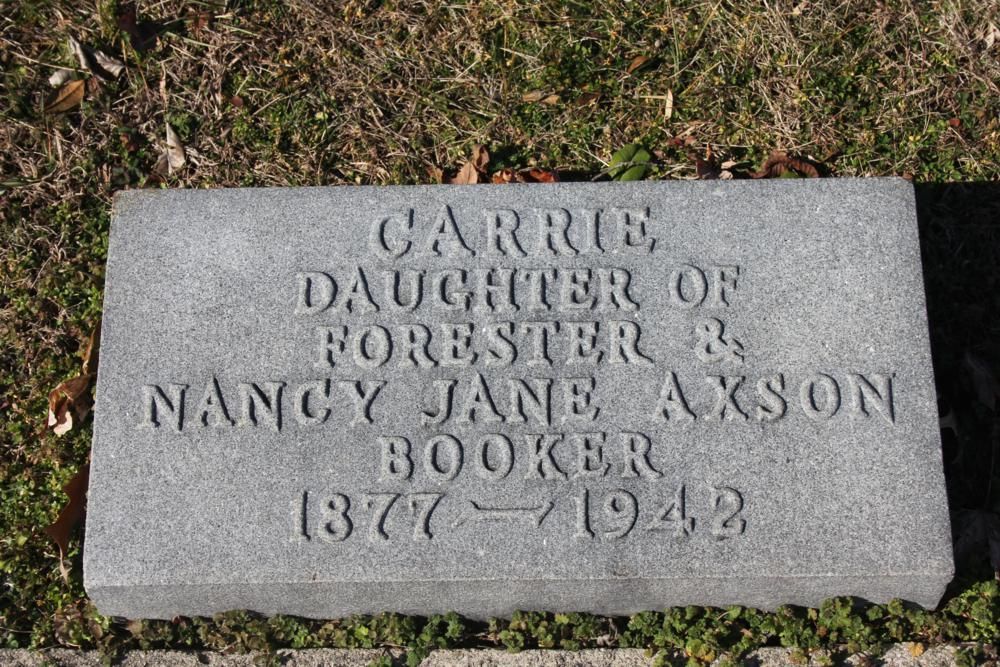 CARRIE
DAUGHTER OF
FORESTER &
NANCY JANE AXSON
BOOKER
1877 — 1942